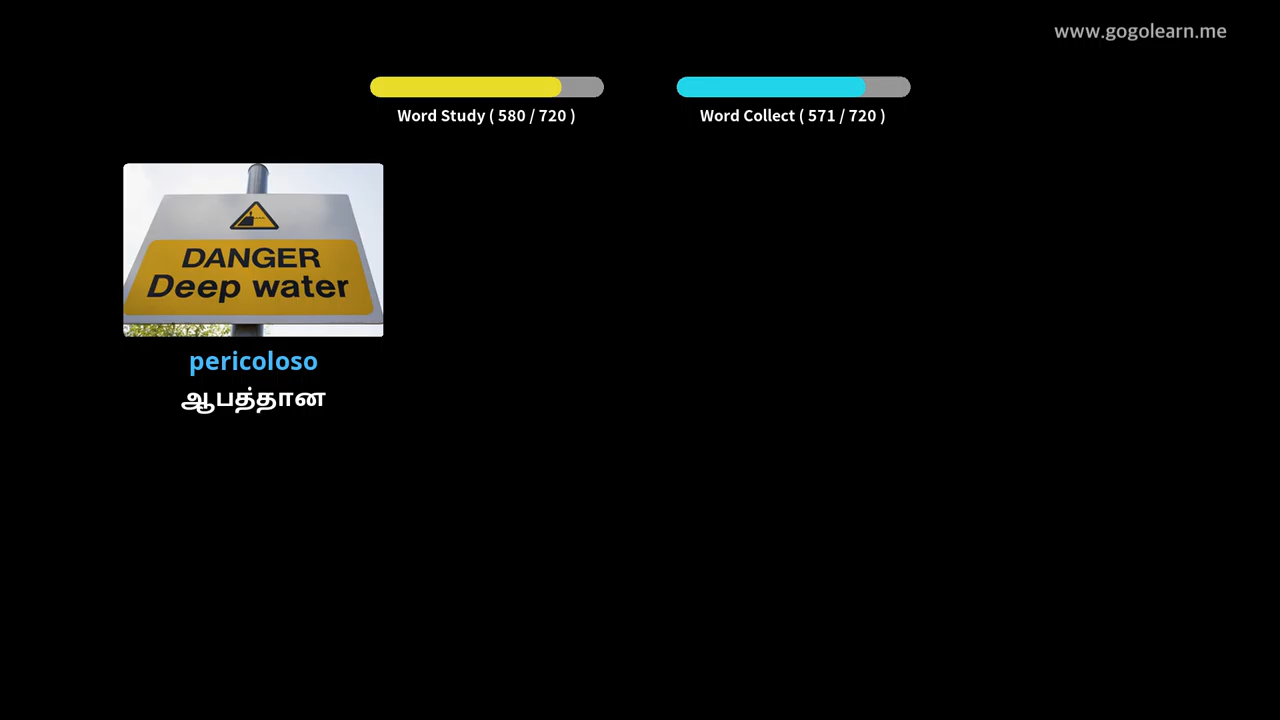 www.gogolearn.me
Word Study ( 580 / 720 )
Word Collect ( 571 / 720 )
DANGER
Deep water
pericoloso
ஆபத்தான